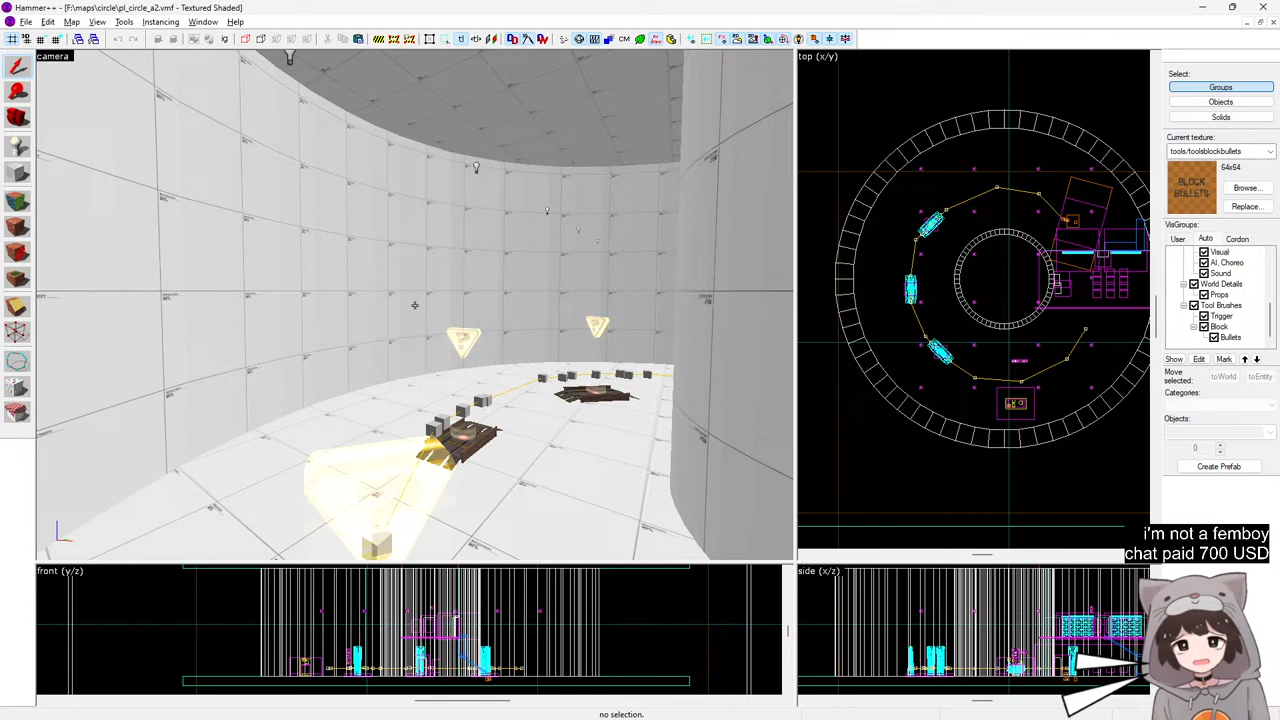 Hammer++ - [F:\maps\circle\pl_circle_a2.vmf - Textured Shaded]
File Edit Map View Tools Instancing Window Help
camera
top (x/y)
Select:
Groups
Objects
Solids
Current texture:
tools/toolsblockbullets
BLOCK
BULLETS
64x64
Browse...
Replace...
VisGroups:
User Auto Cordon
Visual
AI, Choreo
Sound
World Details
Props
Tool Brushes
Trigger
Block
Bullets
Show Edit Mark
Move
selected:
toWorld toEntity
Categories:
Objects:
0
Create Prefab
i'm not a femboy
chat paid 700 USD
front (y/z)
side (x/z)
no selection.